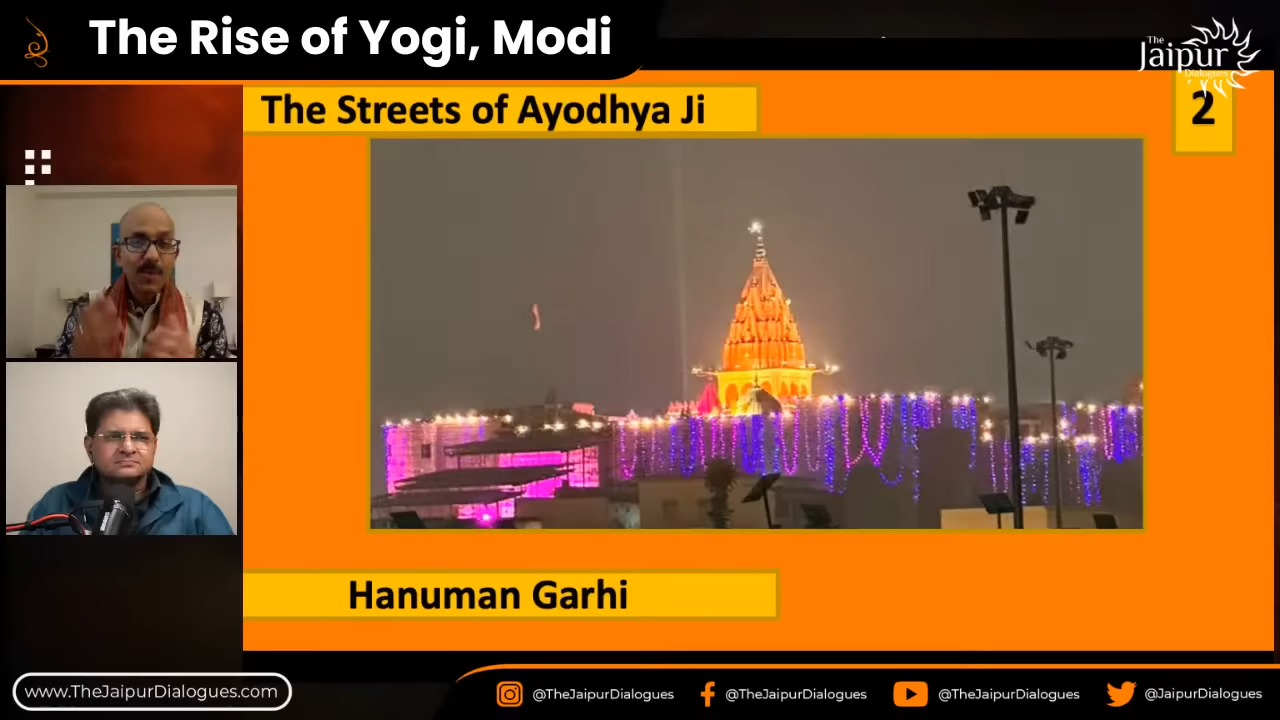 The Rise of Yogi, Modi
The
Jaipur
Dialogues
The Streets of Ayodhya Ji
2
Hanuman Garhi
www.TheJaipurDialogues.com
@TheJaipurDialogues
@TheJaipurDialogues
@TheJaipurDialogues
@JaipurDialogues